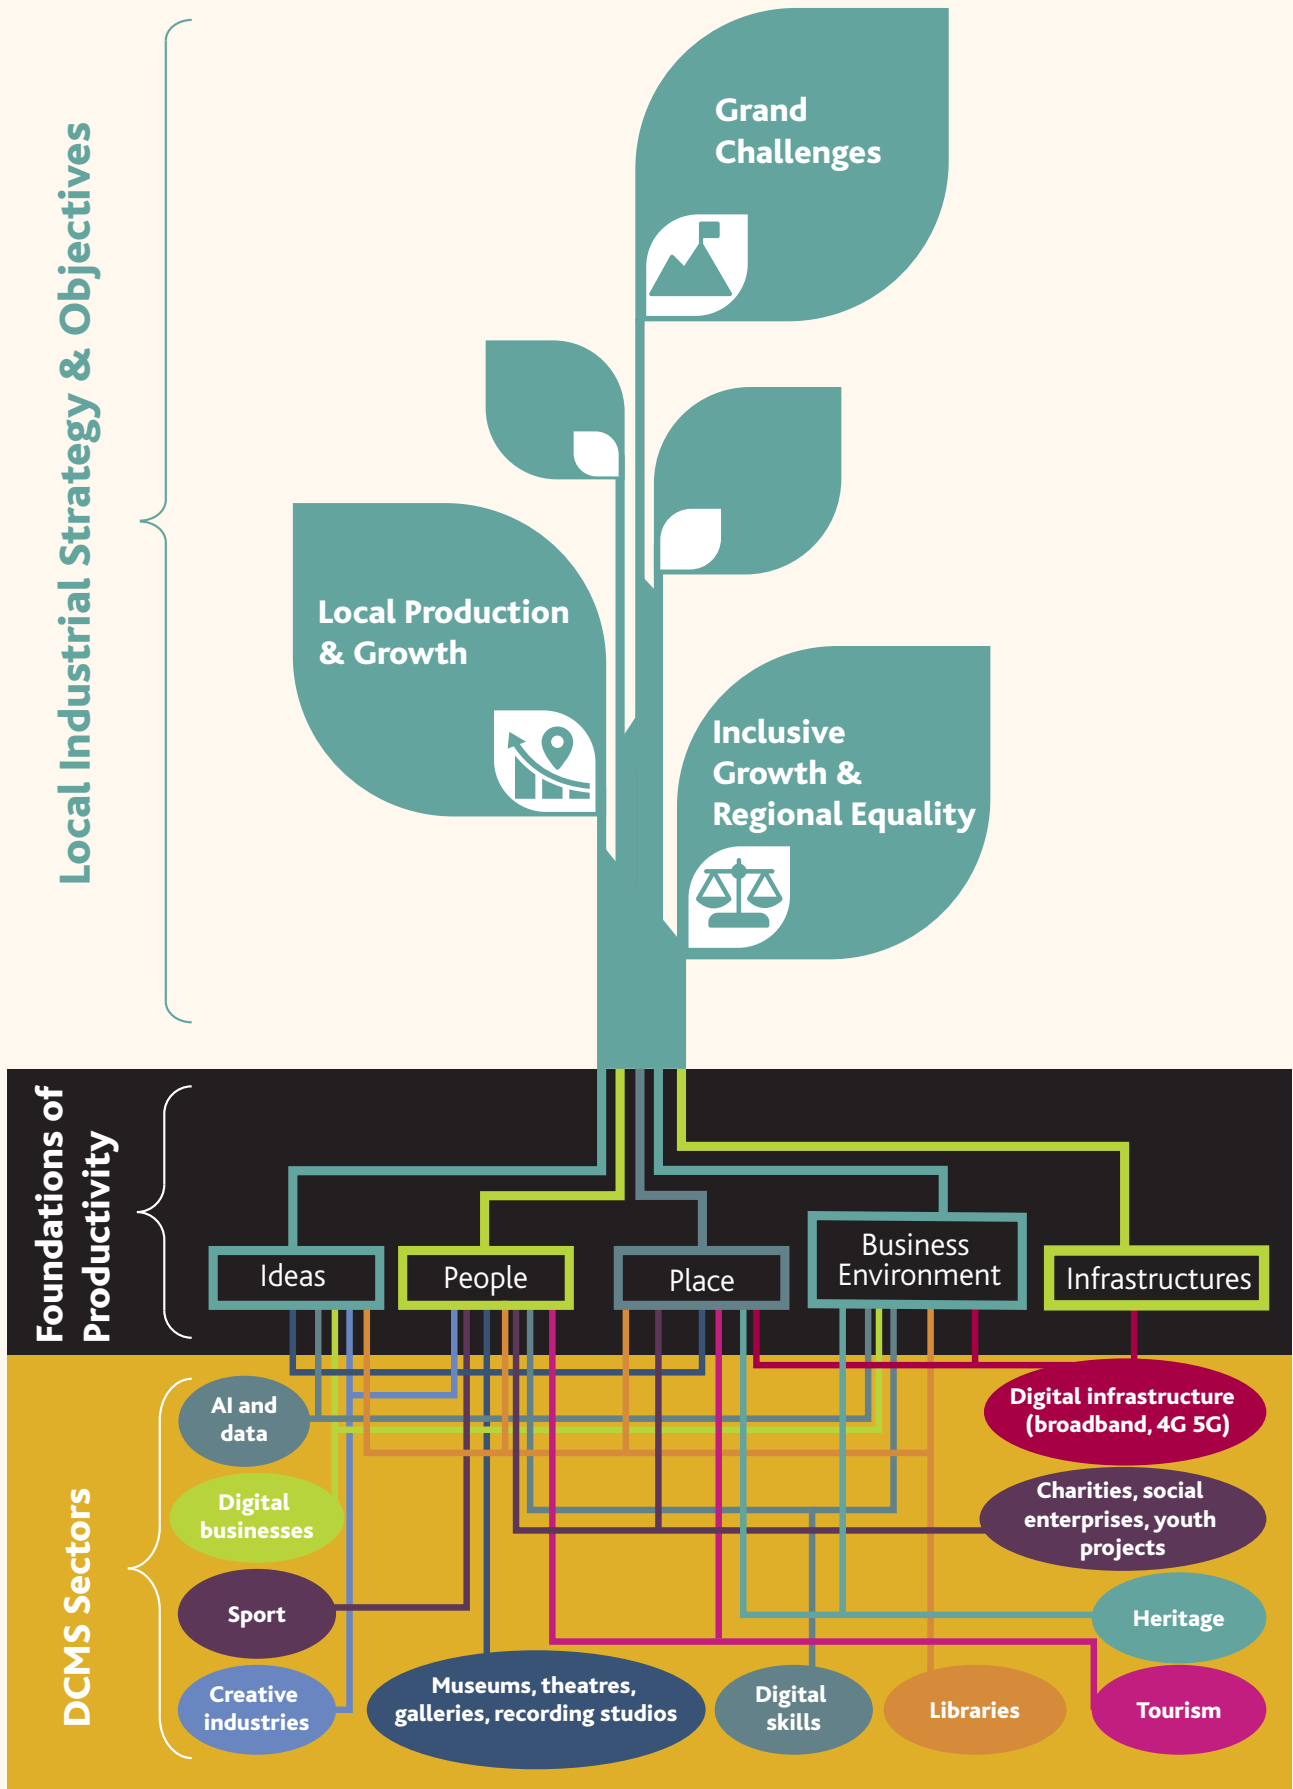 Local Industrial Strategy & Objectives
Grand
Challenges
Local Production
& Growth
Inclusive
Growth &
Regional Equality
Foundations of
Productivity
Ideas
People
Place
Business
Environment
Infrastructures
DCMS Sectors
AI and
data
Digital infrastructure
(broadband, 4G 5G)
Digital
businesses
Charities, social
enterprises, youth
projects
Sport
Heritage
Creative
industries
Museums, theatres,
galleries, recording studios
Digital
skills
Libraries
Tourism